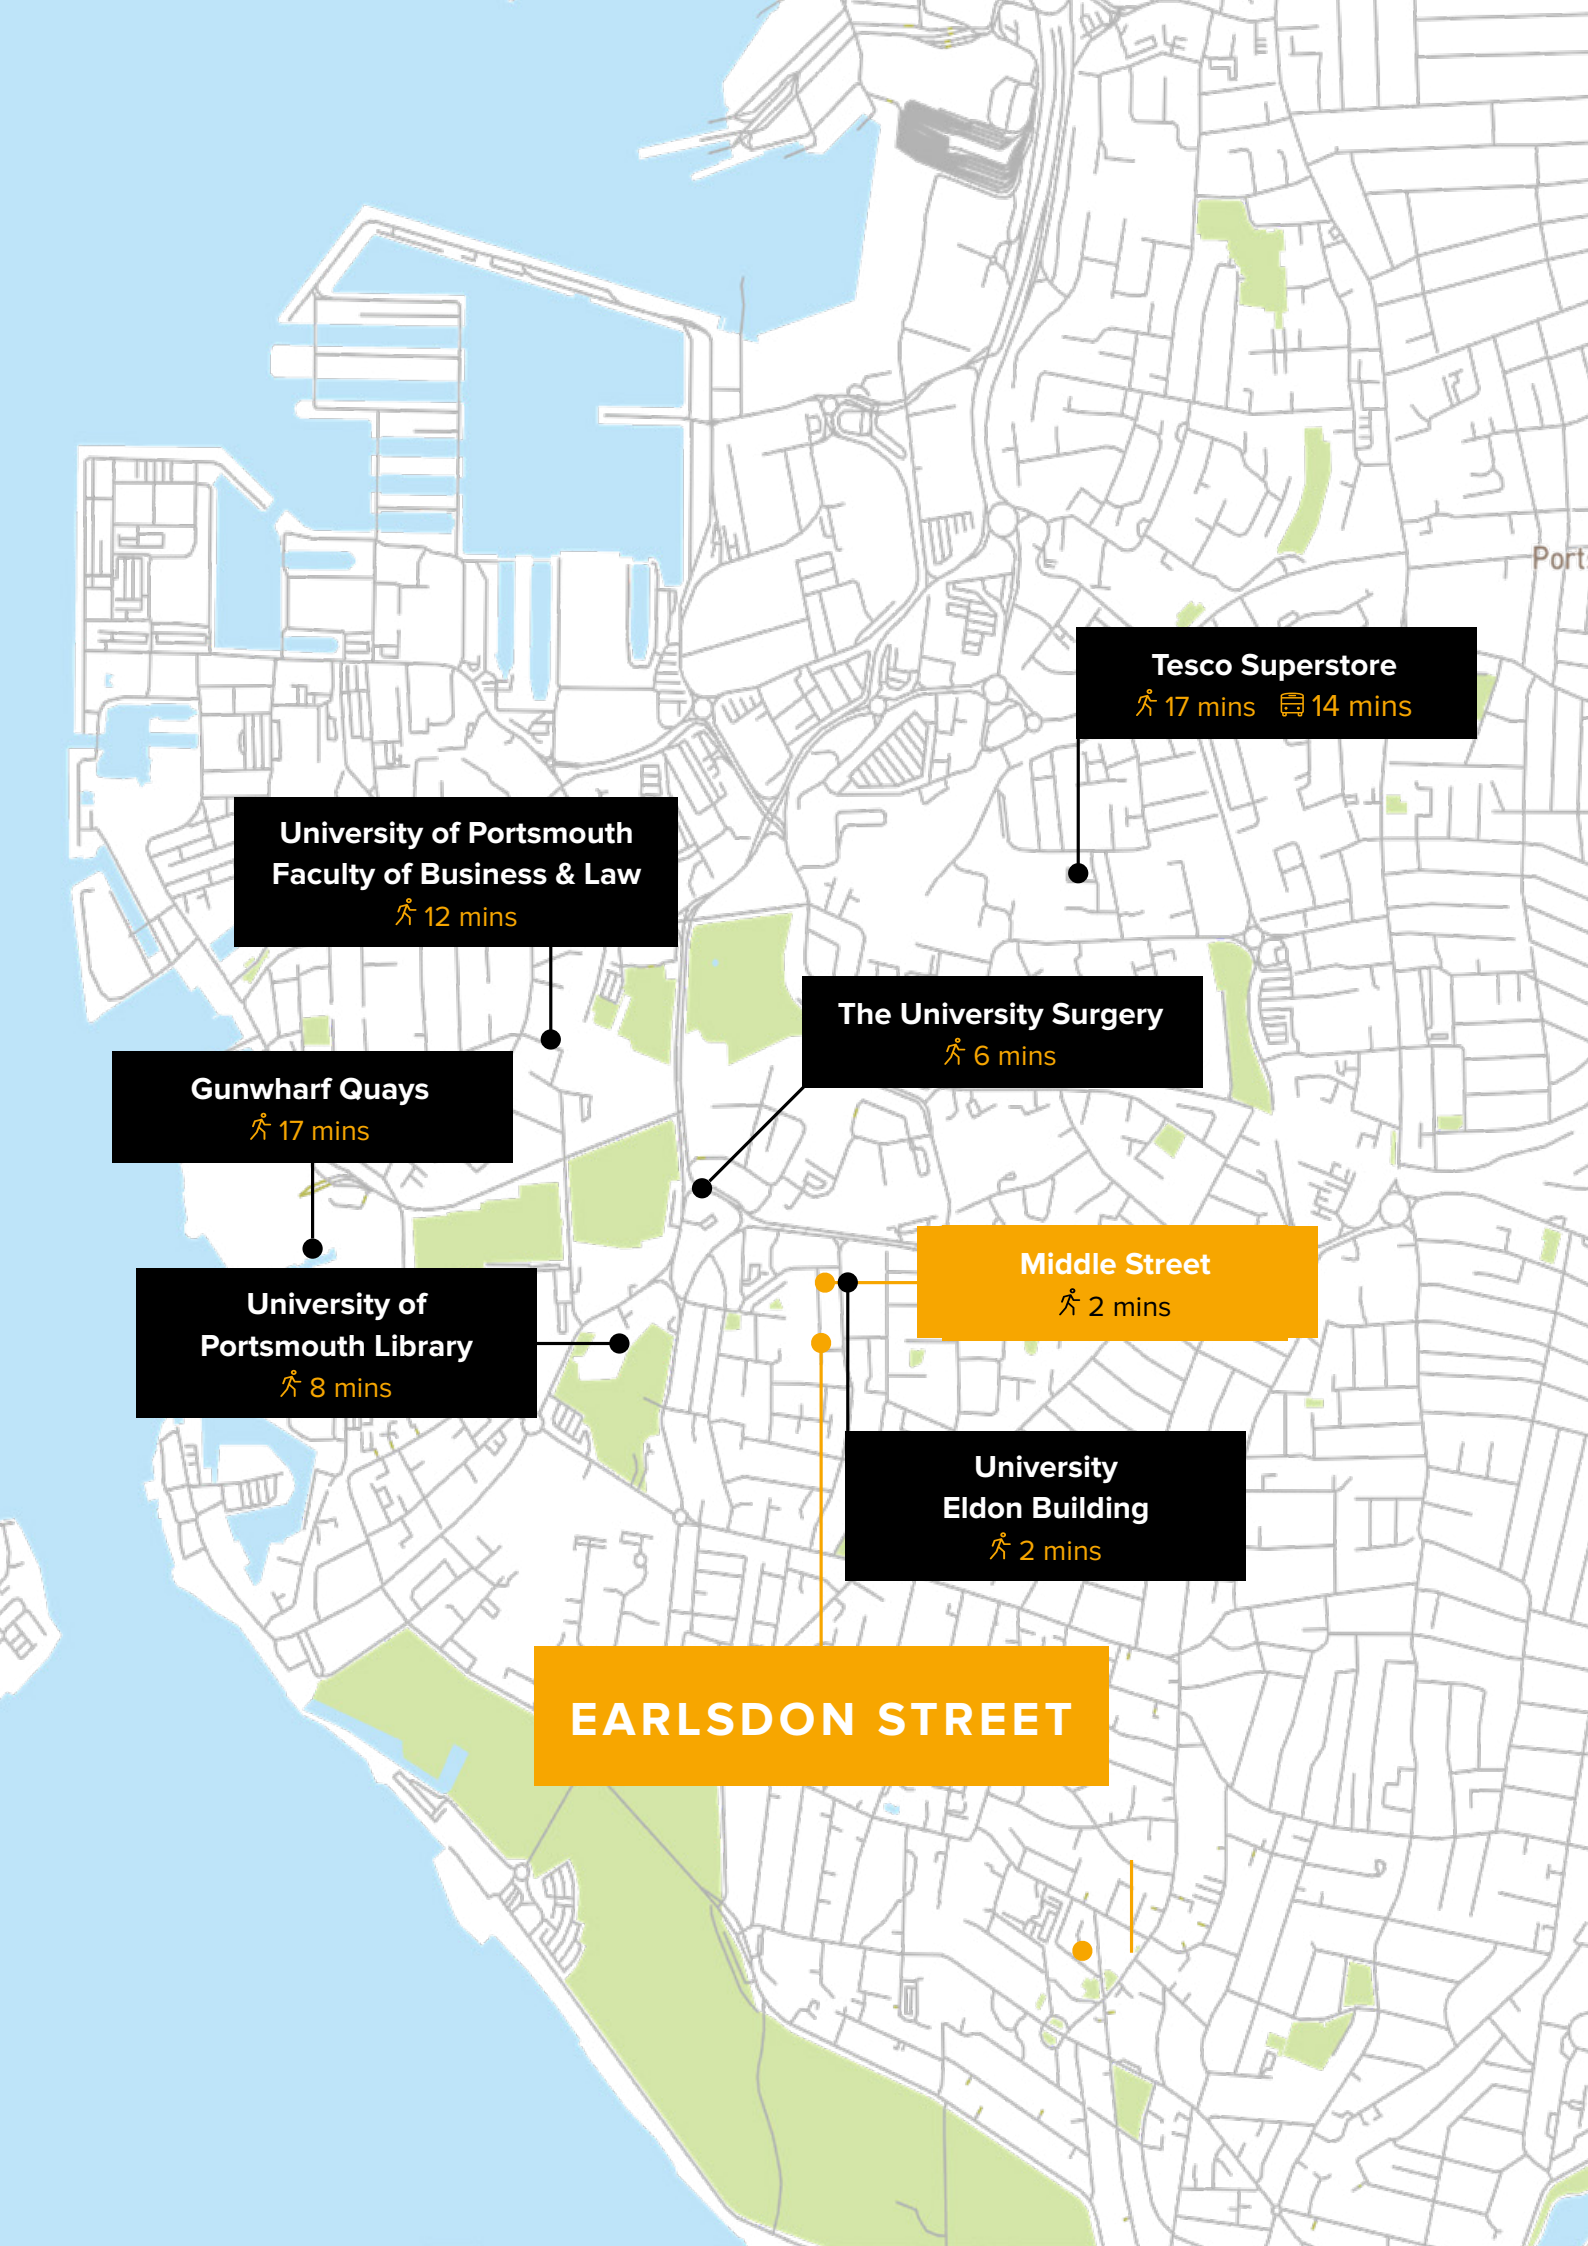 Port
Tesco Superstore
17 mins 14 mins
University of Portsmouth
Faculty of Business & Law
12 mins
The University Surgery
6 mins
Gunwharf Quays
17 mins
Middle Street
2 mins
University of
Portsmouth Library
8 mins
University
Eldon Building
2 mins
EARLSDON STREET